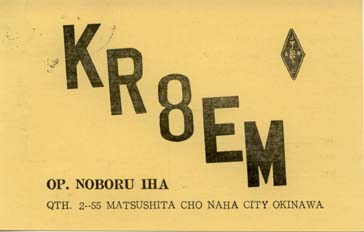 KR8EM
OP. NOBORU IHA
QTH. 2--55 MATSUSHITA CHO NAHA CITY OKINAWA